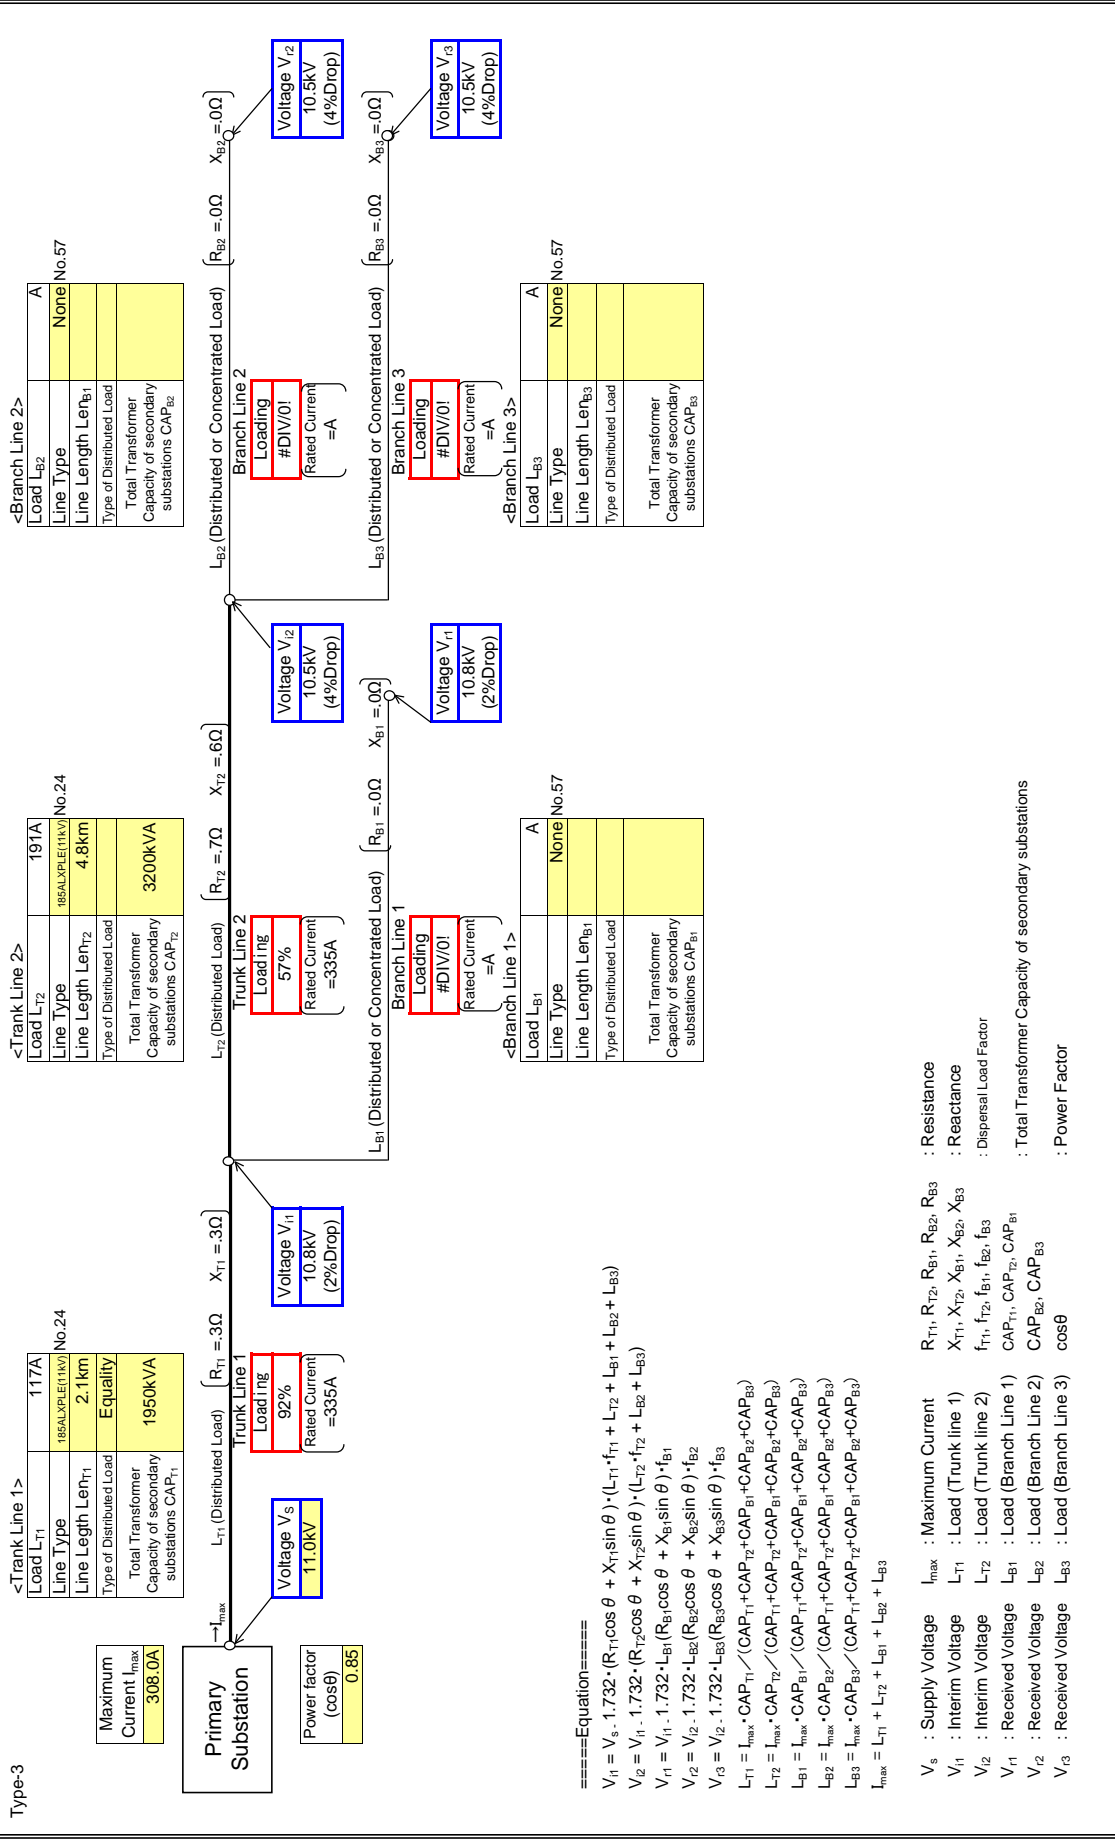 Type-3
Maximum
Current Imax
308.0A
Power factor
(cosθ)
0.85
Primary
Substation
→Imax
Voltage VS
11.0kV
<Trank Line 1>
Load LT1 117A
Line Type 185ALXPLE(11kV) No.24
Line Legth LenT1 2.1km
Type of Distributed Load Equality
Total Transformer
Capacity of secondary
substations CAPT1
1950kVA
LT1 (Distributed Load)
RT1 =.3Ω XT1 =.3Ω
Trunk Line 1
Loading
92%
Rated Current
=335A
Voltage Vi1
10.8kV
(2%Drop)
<Trank Line 2>
Load LT2 191A
Line Type 185ALXPLE(11kV) No.24
Line Legth LenT2 4.8km
Type of Distributed Load
Total Transformer
Capacity of secondary
substations CAPT2
3200kVA
LT2 (Distributed Load)
RT2 =.7Ω XT2 =.6Ω
Trunk Line 2
Loading
57%
Rated Current
=335A
Voltage Vi2
10.5kV
(4%Drop)
LB1 (Distributed or Concentrated Load)
RB1 =.0Ω XB1 =.0Ω
Branch Line 1
Loading
#DIV/0!
Rated Current
=A
Voltage Vr1
10.8kV
(2%Drop)
<Branch Line 1>
Load LB1 A
Line Type None No.57
Line Length LenB1
Type of Distributed Load
Total Transformer
Capacity of secondary
substations CAPB1
<Branch Line 2>
Load LB2 A
Line Type None No.57
Line Length LenB1
Type of Distributed Load
Total Transformer
Capacity of secondary
substations CAPB2
LB2 (Distributed or Concentrated Load)
RB2 =.0Ω XB2 =.0Ω
Branch Line 2
Loading
#DIV/0!
Rated Current
=A
Voltage Vr2
10.5kV
(4%Drop)
LB3 (Distributed or Concentrated Load)
RB3 =.0Ω XB3 =.0Ω
Branch Line 3
Loading
#DIV/0!
Rated Current
=A
Voltage Vr3
10.5kV
(4%Drop)
<Branch Line 3>
Load LB3 A
Line Type None No.57
Line Length LenB3
Type of Distributed Load
Total Transformer
Capacity of secondary
substations CAPB3
=====Equation=====
Vi1 = VS - 1.732・(RT1cosθ + XT1sinθ)・(LT1・fT1 + LT2 + LB1 + LB2 + LB3)
Vi2 = Vi1 - 1.732・(RT2cosθ + XT2sinθ)・(LT2・fT2 + LB2 + LB3)
Vr1 = Vi1 - 1.732・LB1(RB1cosθ + XB1sinθ)・fB1
Vr2 = Vi2 - 1.732・LB2(RB2cosθ + XB2sinθ)・fB2
Vr3 = Vi2 - 1.732・LB3(RB3cosθ + XB3sinθ)・fB3
LT1 = Imax・CAPT1／(CAPT1+CAPT2+CAPB1+CAPB2+CAPB3)
LT2 = Imax・CAPT2／(CAPT1+CAPT2+CAPB1+CAPB2+CAPB3)
LB1 = Imax・CAPB1／(CAPT1+CAPT2+CAPB1+CAPB2+CAPB3)
LB2 = Imax・CAPB2／(CAPT1+CAPT2+CAPB1+CAPB2+CAPB3)
LB3 = Imax・CAPB3／(CAPT1+CAPT2+CAPB1+CAPB2+CAPB3)
Imax = LT1 + LT2 + LB1 + LB2 + LB3
Vs : Supply Voltage Imax : Maximum Current RT1, RT2, RB1, RB2, RB3 : Resistance
Vi1 : Interim Voltage LT1 : Load (Trunk line 1) XT1, XT2, XB1, XB2, XB3 : Reactance
Vi2 : Interim Voltage LT2 : Load (Trunk line 2) fT1, fT2, fB1, fB2, fB3 : Dispersal Load Factor
Vr1 : Received Voltage LB1 : Load (Branch Line 1) CAPT1, CAPT2, CAPB1 : Total Transformer Capacity of secondary substations
Vr2 : Received Voltage LB2 : Load (Branch Line 2) CAPB2, CAPB3
Vr3 : Received Voltage LB3 : Load (Branch Line 3) cosθ : Power Factor